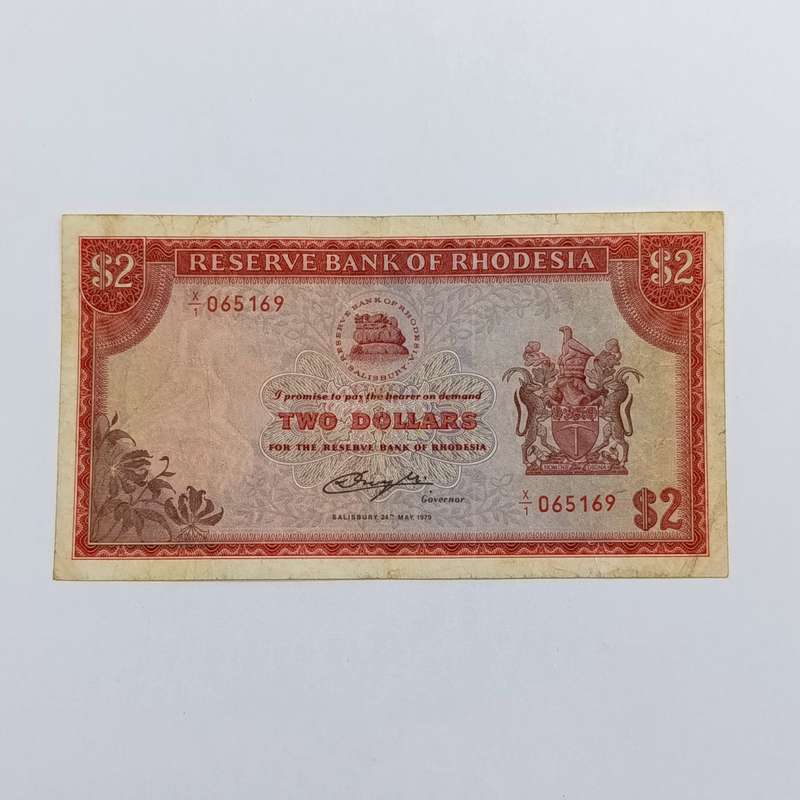 $2 RESERVE BANK OF RHODESIA $2
X/1 065169
RESERVE BANK OF RHODESIA
SALISBURY
I promise to pay the bearer on demand
TWO DOLLARS
FOR THE RESERVE BANK OF RHODESIA
Governor
SALISBURY, 24TH MAY, 1979
X/1 065169 $2